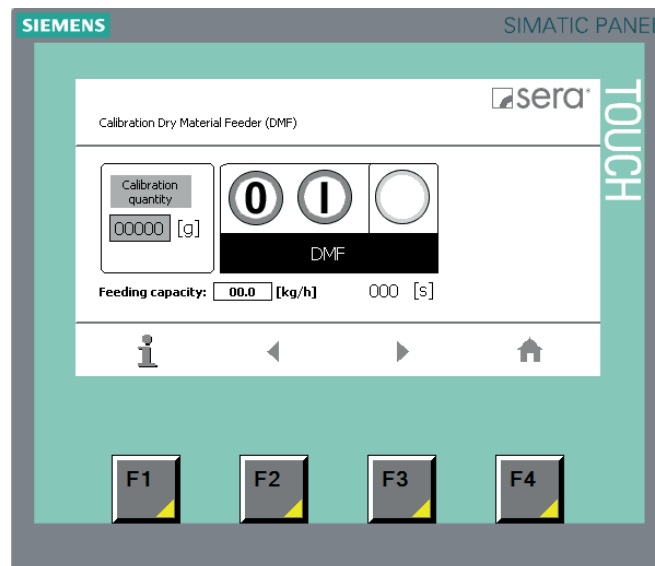 SIEMENS
SIMATIC PANEL
TOUCH
sera
Calibration Dry Material Feeder (DMF)
Calibration
quantity
00000 [g]
0 I
DMF
Feeding capacity: 00.0 [kg/h] 000 [s]
i
F1 F2 F3 F4